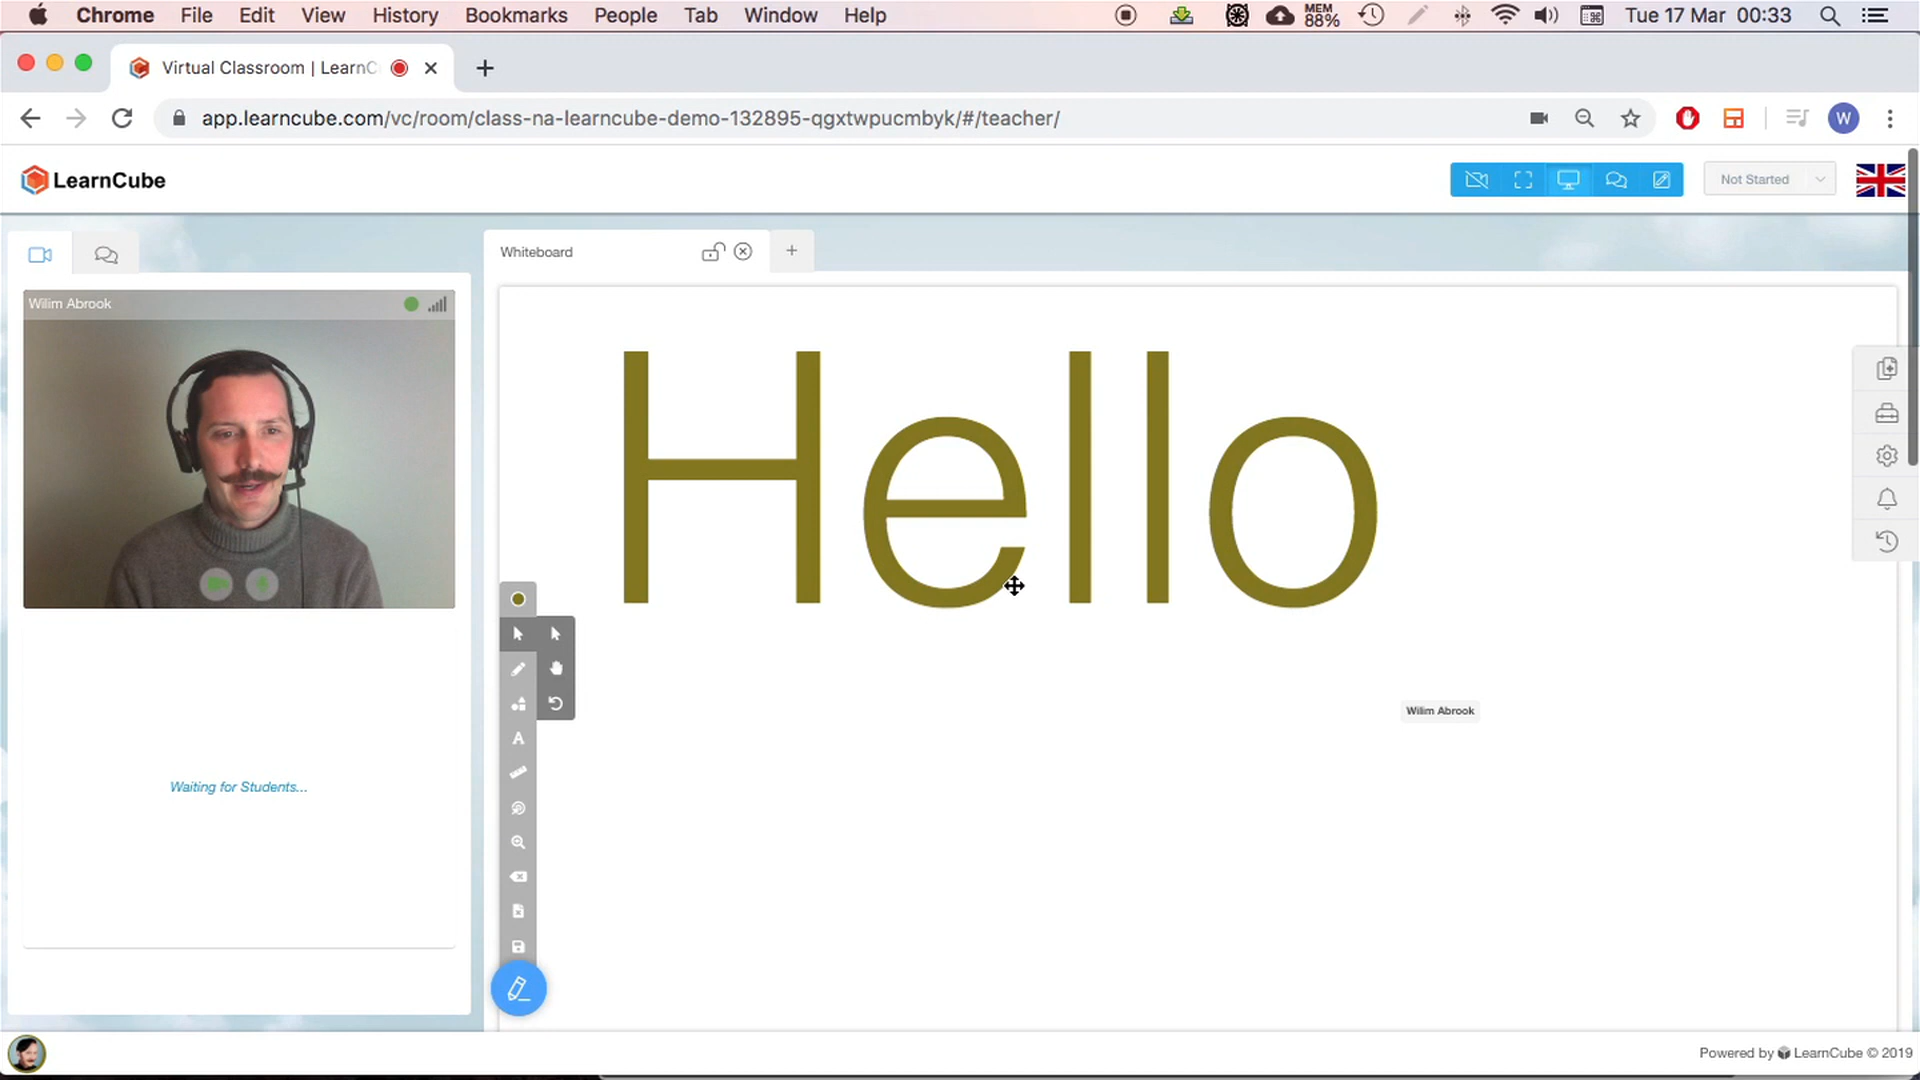 Chrome File Edit View History Bookmarks People Tab Window Help MEM 88% Tue 17 Mar 00:33
Virtual Classroom | LearnC
app.learncube.com/vc/room/class-na-learncube-demo-132895-qgxtwpucmbyk/#/teacher/ W
LearnCube Not Started
Whiteboard
Wilim Abrook
Hello
A
Wilim Abrook
Waiting for Students...
Powered by LearnCube © 2019